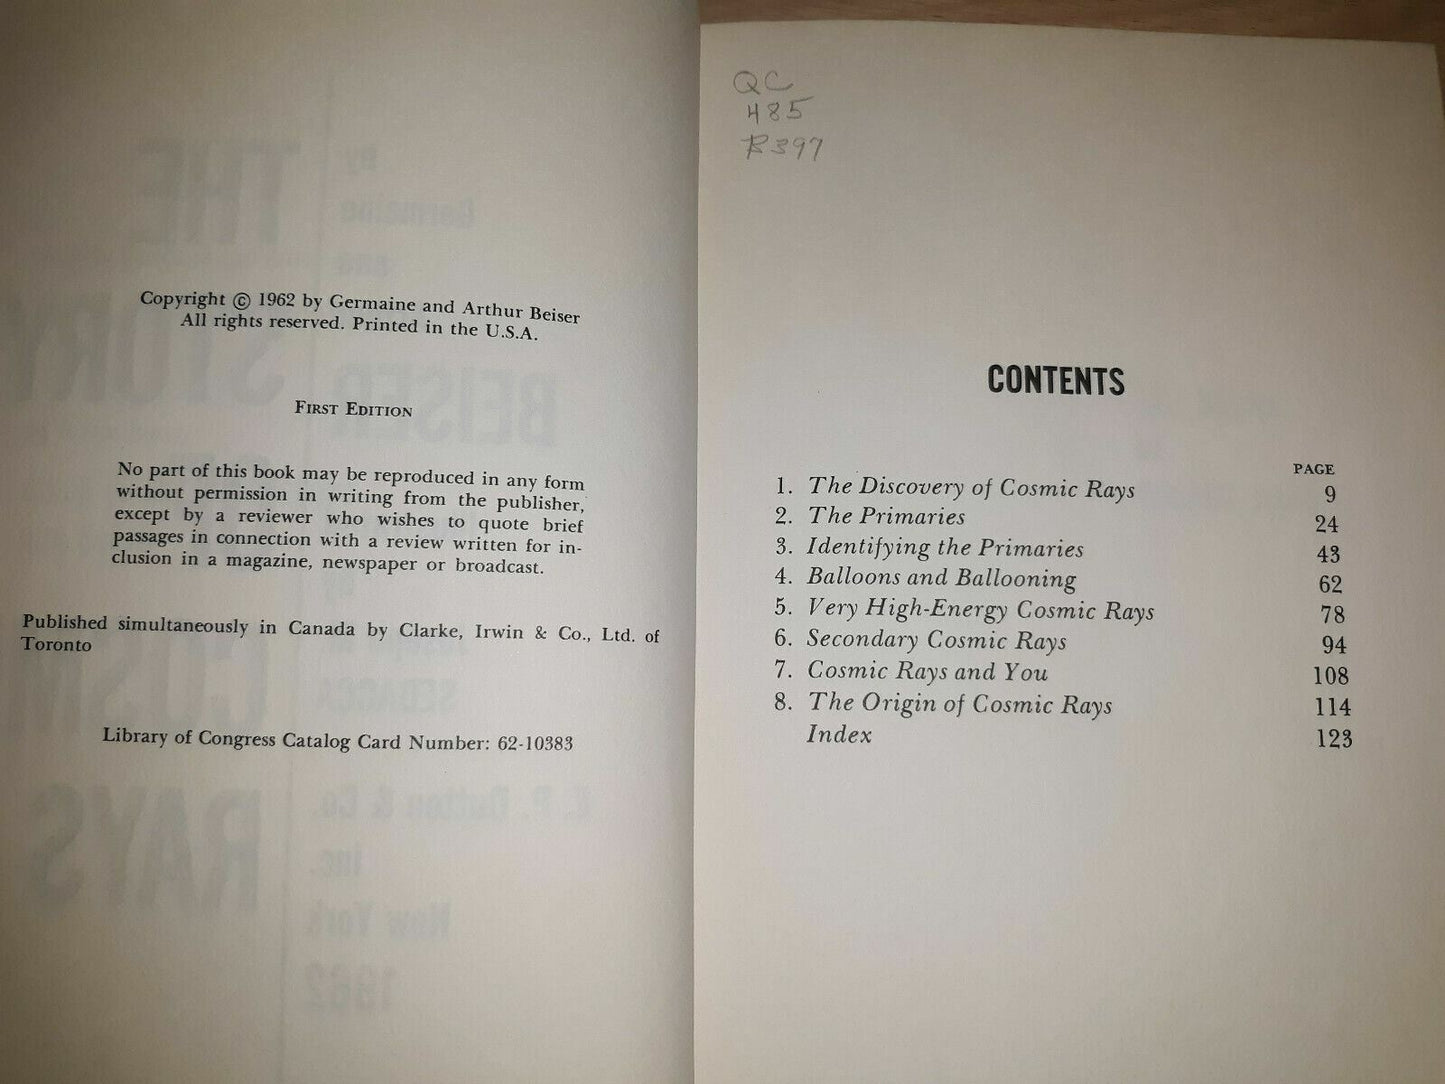 Copyright © 1962 by Germaine and Arthur Beiser
All rights reserved. Printed in the U.S.A.
First Edition
No part of this book may be reproduced in any form
without permission in writing from the publisher,
except by a reviewer who wishes to quote brief
passages in connection with a review written for in-
clusion in a magazine, newspaper or broadcast.
Published simultaneously in Canada by Clarke, Irwin & Co., Ltd. of
Toronto
Library of Congress Catalog Card Number: 62-10383
QC
485
B397
CONTENTS
PAGE
1. The Discovery of Cosmic Rays 9
2. The Primaries 24
3. Identifying the Primaries 43
4. Balloons and Ballooning 62
5. Very High-Energy Cosmic Rays 78
6. Secondary Cosmic Rays 94
7. Cosmic Rays and You 108
8. The Origin of Cosmic Rays 114
Index 123